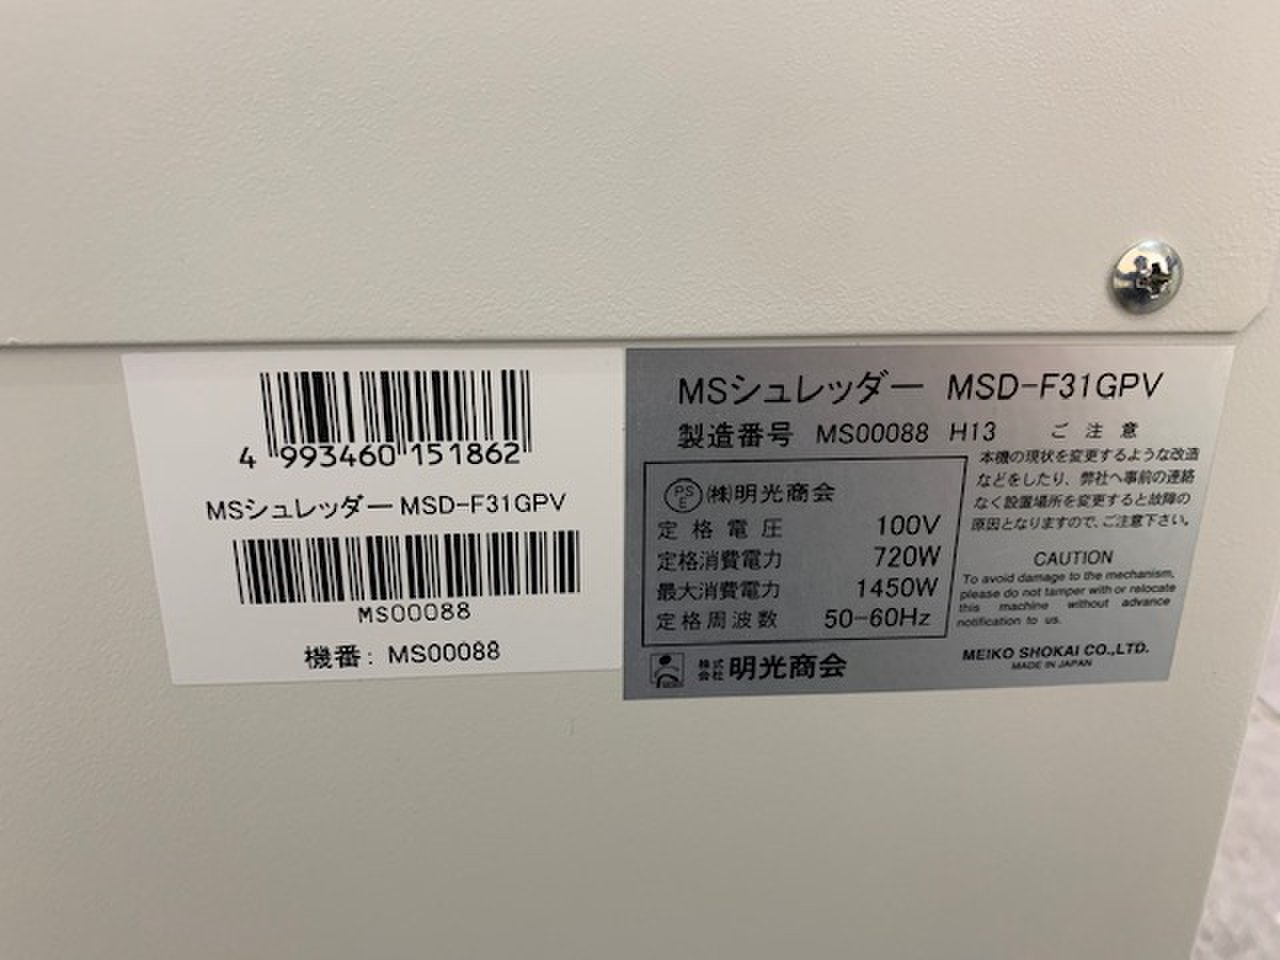 4 993460 151862
MSシュレッダー MSD-F31GPV
MS00088
機番: MS00088
MSシュレッダー MSD-F31GPV
製造番号 MS00088 H13
PSE (株)明光商会
定格電圧 100V
定格消費電力 720W
最大消費電力 1450W
定格周波数 50-60Hz
株式会社 明光商会
ご注意
本機の現状を変更するような改造
などをしたり、弊社へ事前の連絡
なく設置場所を変更すると故障の
原因となりますので、ご注意下さい。
CAUTION
To avoid damage to the mechanism,
please do not tamper with or relocate
this machine without advance
notification to us.
MEIKO SHOKAI CO.,LTD.
MADE IN JAPAN